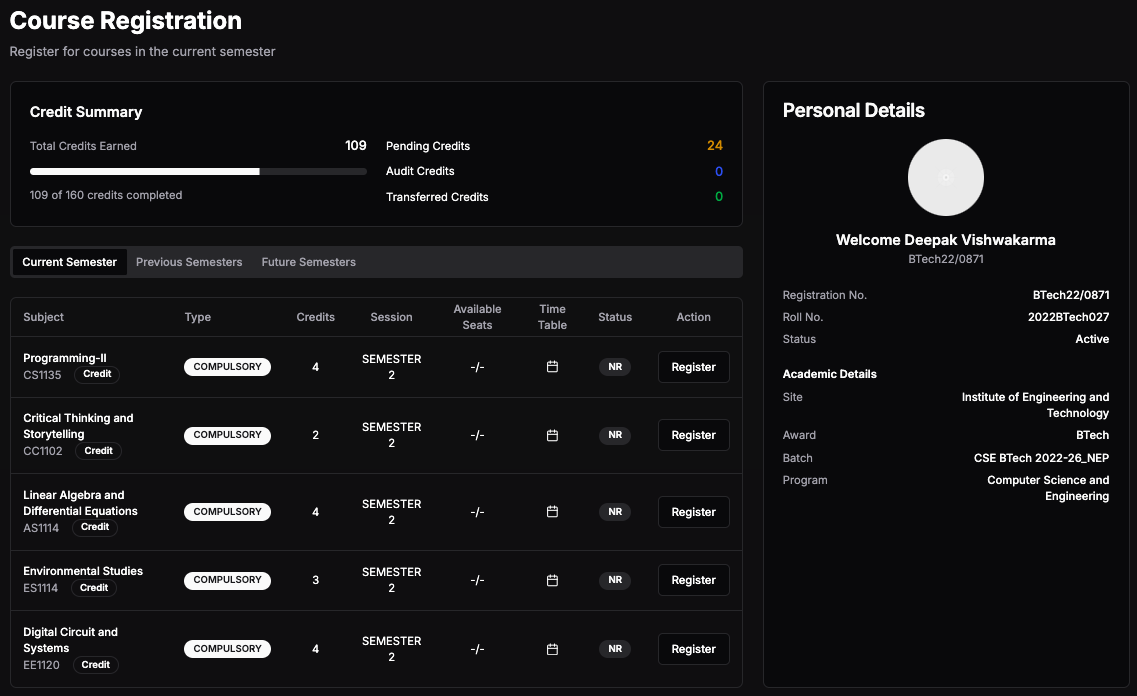 Course Registration
Register for courses in the current semester
Credit Summary
Total Credits Earned 109
109 of 160 credits completed
Pending Credits 24
Audit Credits 0
Transferred Credits 0
Current Semester Previous Semesters Future Semesters
Subject Type Credits Session Available Seats Time Table Status Action
Programming-II
CS1135 Credit
COMPULSORY 4 SEMESTER 2 -/- NR Register
Critical Thinking and
Storytelling
CC1102 Credit
COMPULSORY 2 SEMESTER 2 -/- NR Register
Linear Algebra and
Differential Equations
AS1114 Credit
COMPULSORY 4 SEMESTER 2 -/- NR Register
Environmental Studies
ES1114 Credit
COMPULSORY 3 SEMESTER 2 -/- NR Register
Digital Circuit and
Systems
EE1120 Credit
COMPULSORY 4 SEMESTER 2 -/- NR Register
Personal Details
Welcome Deepak Vishwakarma
BTech22/0871
Registration No. BTech22/0871
Roll No. 2022BTech027
Status Active
Academic Details
Site Institute of Engineering and
Technology
Award BTech
Batch CSE BTech 2022-26_NEP
Program Computer Science and
Engineering